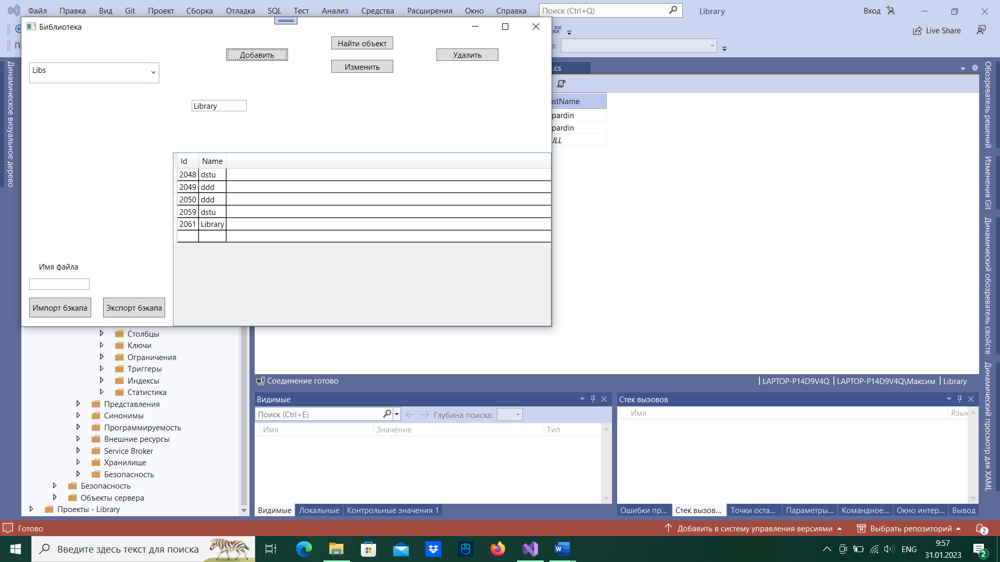 Файл Правка Вид Git Проект Сборка Отладка SQL Тест Анализ Средства Расширения Окно Справка Поиск (Ctrl+Q) Library Вход
Live Share
Библиотека
Добавить
Найти объект
Изменить
Удалить
Libs
Library
Id Name
2048 dstu
2049 ddd
2050 ddd
2059 dstu
2061 Library
Имя файла
Импорт бэкапа Экспорт бэкапа
.cs
astName
pardin
pardin
ULL
Динамическое визуальное дерево
Обозреватель решений
Изменения Git
Динамический обозреватель свойств
Динамический просмотр для XAML
Столбцы
Ключи
Ограничения
Триггеры
Индексы
Статистика
Представления
Синонимы
Программируемость
Внешние ресурсы
Service Broker
Хранилище
Безопасность
Безопасность
Объекты сервера
Проекты - Library
Соединение готово
LAPTOP-P14D9V4Q LAPTOP-P14D9V4Q\Максим Library
Видимые
Поиск (Ctrl+E) Глубина поиска:
Имя Значение Тип
Видимые Локальные Контрольные значения 1
Стек вызовов
Имя Язык
Ошибки пр... Стек вызов... Точки оста... Параметры... Командное... Окно интер... Вывод
Готово
Добавить в систему управления версиями Выбрать репозиторий 2
Введите здесь текст для поиска
ENG
9:57
31.01.2023
2